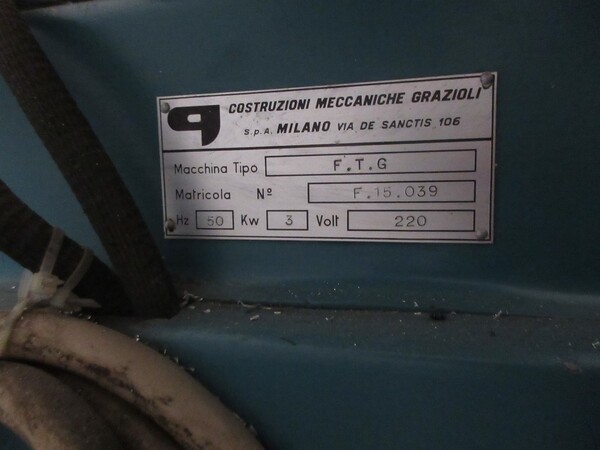 COSTRUZIONI MECCANICHE GRAZIOLI
S.p.A. MILANO VIA DE SANCTIS 106
Macchina Tipo F.T.G
Matricola Nº F.15.039
Hz 50 Kw 3 Volt 220